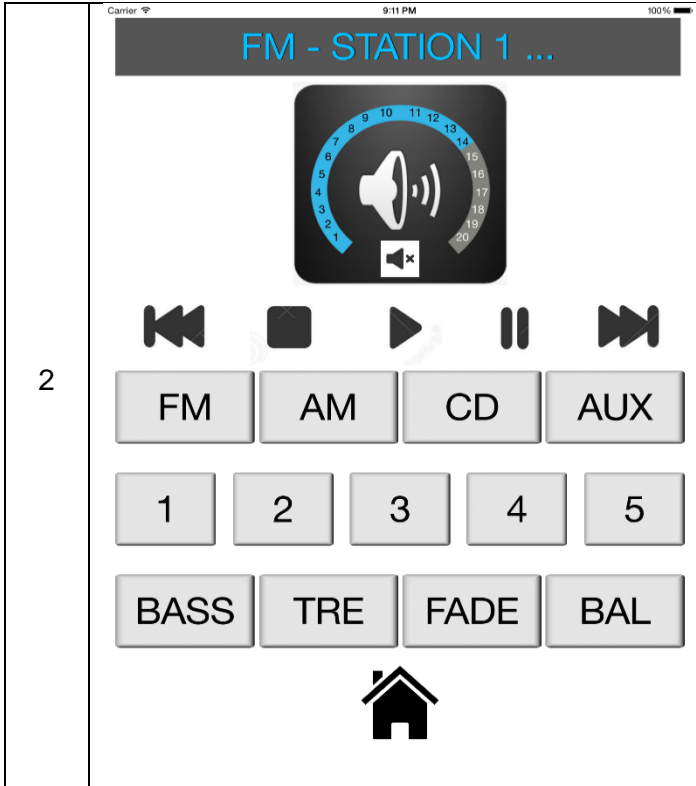 Carrier 9:11 PM 100%
FM - STATION 1 ...
1 2 3 4 5 6 7 8 9 10 11 12 13 14 15 16 17 18 19 20
2
FM AM CD AUX
1 2 3 4 5
BASS TRE FADE BAL